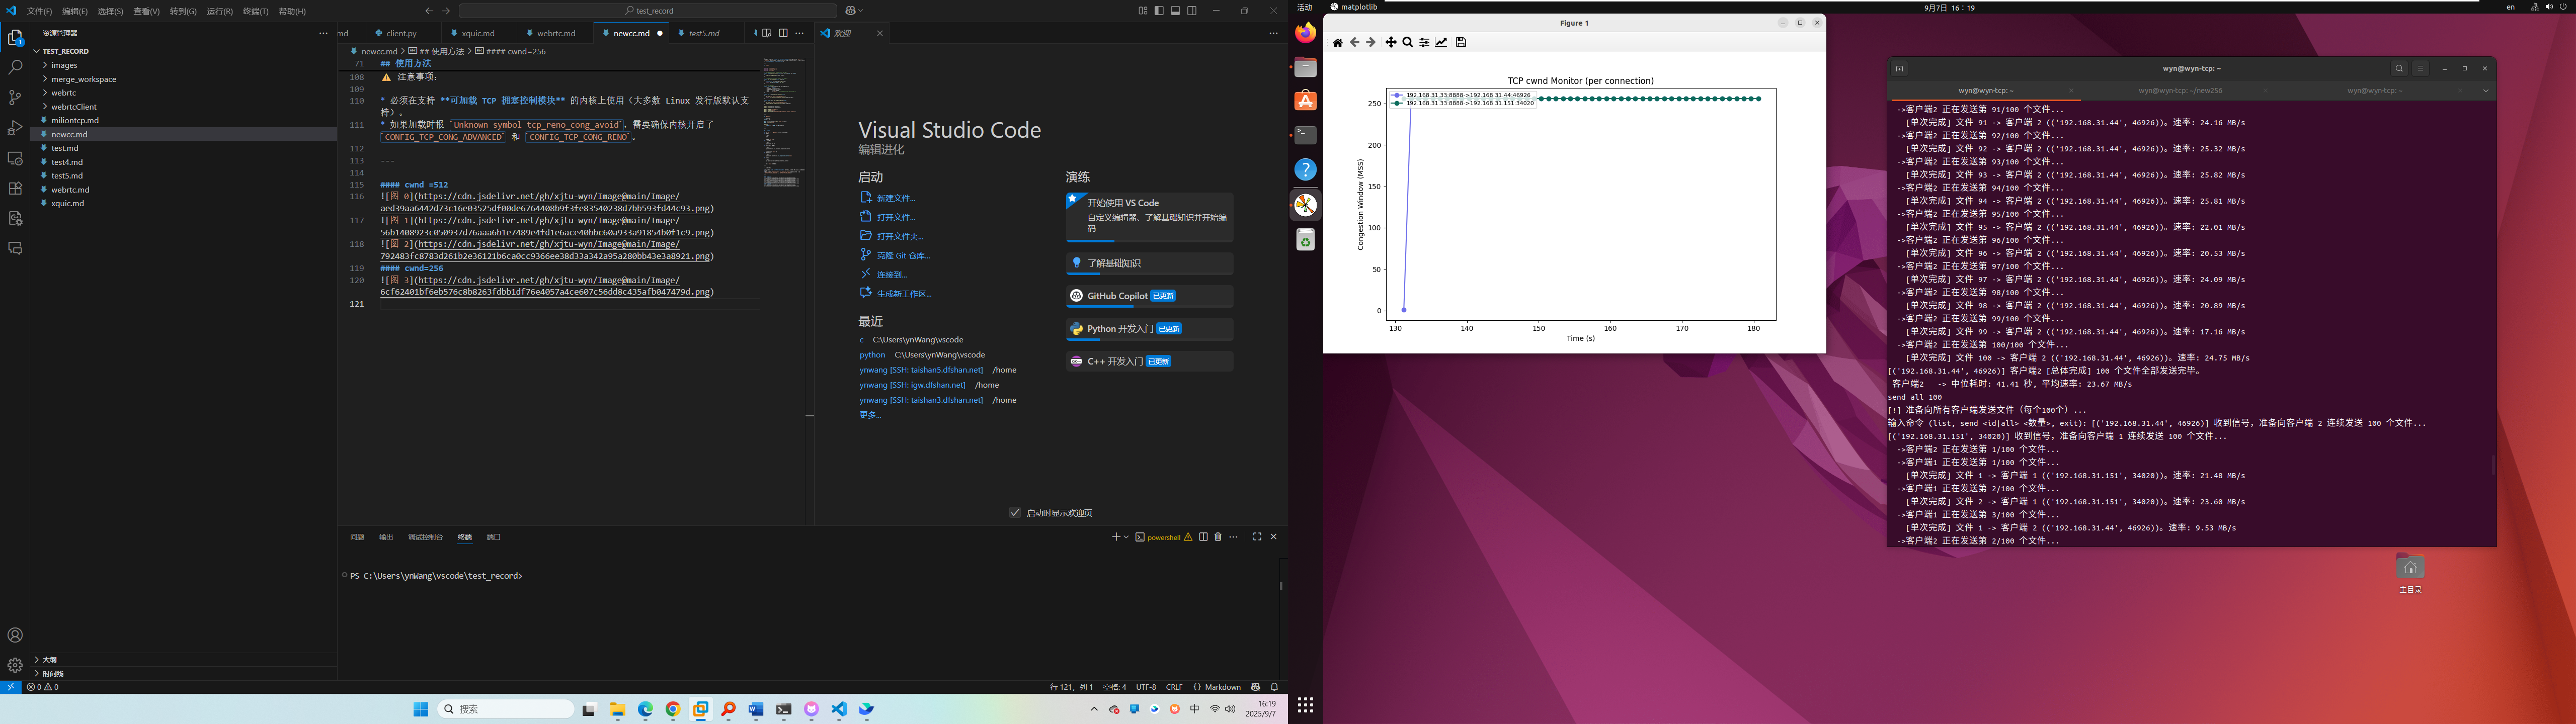 文件(F) 编辑(E) 选择(S) 查看(V) 转到(G) 运行(R) 终端(T) 帮助(H)
test_record
资源管理器
TEST_RECORD
images
merge_workspace
webrtc
webrtcClient
miliontcp.md
newcc.md
test.md
test4.md
test5.md
webrtc.md
xquic.md
大纲
时间线
md client.py xquic.md webrtc.md newcc.md test5.md
newcc.md > ## 使用方法 > #### cwnd=256
71 ## 使用方法
108 ⚠️ 注意事项：
109
110 * 必须在支持 **可加载 TCP 拥塞控制模块** 的内核上使用（大多数 Linux 发行版默认支
持）。
111 * 如果加载时报 `Unknown symbol tcp_reno_cong_avoid`，需要确保内核开启了
`CONFIG_TCP_CONG_ADVANCED` 和 `CONFIG_TCP_CONG_RENO`。
112
113 ---
114
115 #### cwnd =512
116 ![图 0](https://cdn.jsdelivr.net/gh/xjtu-wyn/Image@main/Image/
aed39aa6442d73c16e03525df00de6764408b9f3fe83540238d7bb593fd44c93.png)
117 ![图 1](https://cdn.jsdelivr.net/gh/xjtu-wyn/Image@main/Image/
56b1408923c050937d76aaa6b1e7489e4fd1e6ace40bbc60a933a91854b0f1c9.png)
118 ![图 2](https://cdn.jsdelivr.net/gh/xjtu-wyn/Image@main/Image/
792483fc8783d261b2e36121b6ca0cc9366ee38d33a342a95a280bb43e3a8921.png)
119 #### cwnd=256
120 ![图 3](https://cdn.jsdelivr.net/gh/xjtu-wyn/Image@main/Image/
6cf62401bf6eb576c8b8263fdbb1df76e4057a4ce607c56dd8c435afb047479d.png)
121
欢迎
Visual Studio Code
编辑进化
启动
新建文件...
打开文件...
打开文件夹...
克隆 Git 仓库...
连接到...
生成新工作区...
最近
c C:\Users\ynWang\vscode
python C:\Users\ynWang\vscode
ynwang [SSH: taishan5.dfshan.net] /home
ynwang [SSH: igw.dfshan.net] /home
ynwang [SSH: taishan3.dfshan.net] /home
更多...
演练
开始使用 VS Code
自定义编辑器、了解基础知识并开始编
码
了解基础知识
GitHub Copilot 已更新
Python 开发入门 已更新
C++ 开发入门 已更新
启动时显示欢迎页
问题 输出 调试控制台 终端 端口
powershell
PS C:\Users\ynWang\vscode\test_record>
0 0
行 121，列 1 空格: 4 UTF-8 CRLF {} Markdown
搜索
中
16:19
2025/9/7
活动 matplotlib
9月7日 16：19
en
Figure 1
TCP cwnd Monitor (per connection)
192.168.31.33:8888->192.168.31.44:46926
192.168.31.33:8888->192.168.31.151:34020
Congestion Window (MSS)
250
200
150
100
50
0
130 140 150 160 170 180
Time (s)
wyn@wyn-tcp: ~
wyn@wyn-tcp: ~ wyn@wyn-tcp: ~/new256 wyn@wyn-tcp: ~
->客户端2 正在发送第 91/100 个文件...
[单次完成] 文件 91 -> 客户端 2 (('192.168.31.44', 46926))。速率: 24.16 MB/s
->客户端2 正在发送第 92/100 个文件...
[单次完成] 文件 92 -> 客户端 2 (('192.168.31.44', 46926))。速率: 25.32 MB/s
->客户端2 正在发送第 93/100 个文件...
[单次完成] 文件 93 -> 客户端 2 (('192.168.31.44', 46926))。速率: 25.82 MB/s
->客户端2 正在发送第 94/100 个文件...
[单次完成] 文件 94 -> 客户端 2 (('192.168.31.44', 46926))。速率: 25.81 MB/s
->客户端2 正在发送第 95/100 个文件...
[单次完成] 文件 95 -> 客户端 2 (('192.168.31.44', 46926))。速率: 22.01 MB/s
->客户端2 正在发送第 96/100 个文件...
[单次完成] 文件 96 -> 客户端 2 (('192.168.31.44', 46926))。速率: 20.53 MB/s
->客户端2 正在发送第 97/100 个文件...
[单次完成] 文件 97 -> 客户端 2 (('192.168.31.44', 46926))。速率: 24.09 MB/s
->客户端2 正在发送第 98/100 个文件...
[单次完成] 文件 98 -> 客户端 2 (('192.168.31.44', 46926))。速率: 20.89 MB/s
->客户端2 正在发送第 99/100 个文件...
[单次完成] 文件 99 -> 客户端 2 (('192.168.31.44', 46926))。速率: 17.16 MB/s
->客户端2 正在发送第 100/100 个文件...
[单次完成] 文件 100 -> 客户端 2 (('192.168.31.44', 46926))。速率: 24.75 MB/s
[('192.168.31.44', 46926)] 客户端2 [总体完成] 100 个文件全部发送完毕。
客户端2 -> 中位耗时: 41.41 秒, 平均速率: 23.67 MB/s
send all 100
[!] 准备向所有客户端发送文件（每个100个）...
输入命令 (list, send <id|all> <数量>, exit): [('192.168.31.44', 46926)] 收到信号，准备向客户端 2 连续发送 100 个文件...
[('192.168.31.151', 34020)] 收到信号，准备向客户端 1 连续发送 100 个文件...
->客户端2 正在发送第 1/100 个文件...
->客户端1 正在发送第 1/100 个文件...
[单次完成] 文件 1 -> 客户端 1 (('192.168.31.151', 34020))。速率: 21.48 MB/s
->客户端1 正在发送第 2/100 个文件...
[单次完成] 文件 2 -> 客户端 1 (('192.168.31.151', 34020))。速率: 23.60 MB/s
->客户端1 正在发送第 3/100 个文件...
[单次完成] 文件 1 -> 客户端 2 (('192.168.31.44', 46926))。速率: 9.53 MB/s
->客户端2 正在发送第 2/100 个文件...
主目录